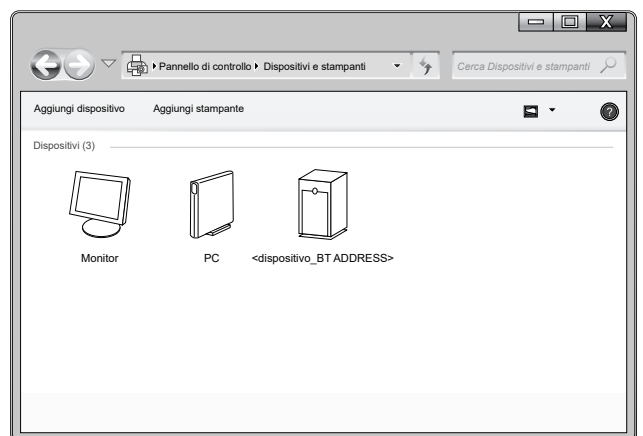 X
Pannello di controllo Dispositivi e stampanti
Cerca Dispositivi e stampanti
Aggiungi dispositivo Aggiungi stampante
?
Dispositivi (3)
Monitor PC <dispositivo_BT ADDRESS>